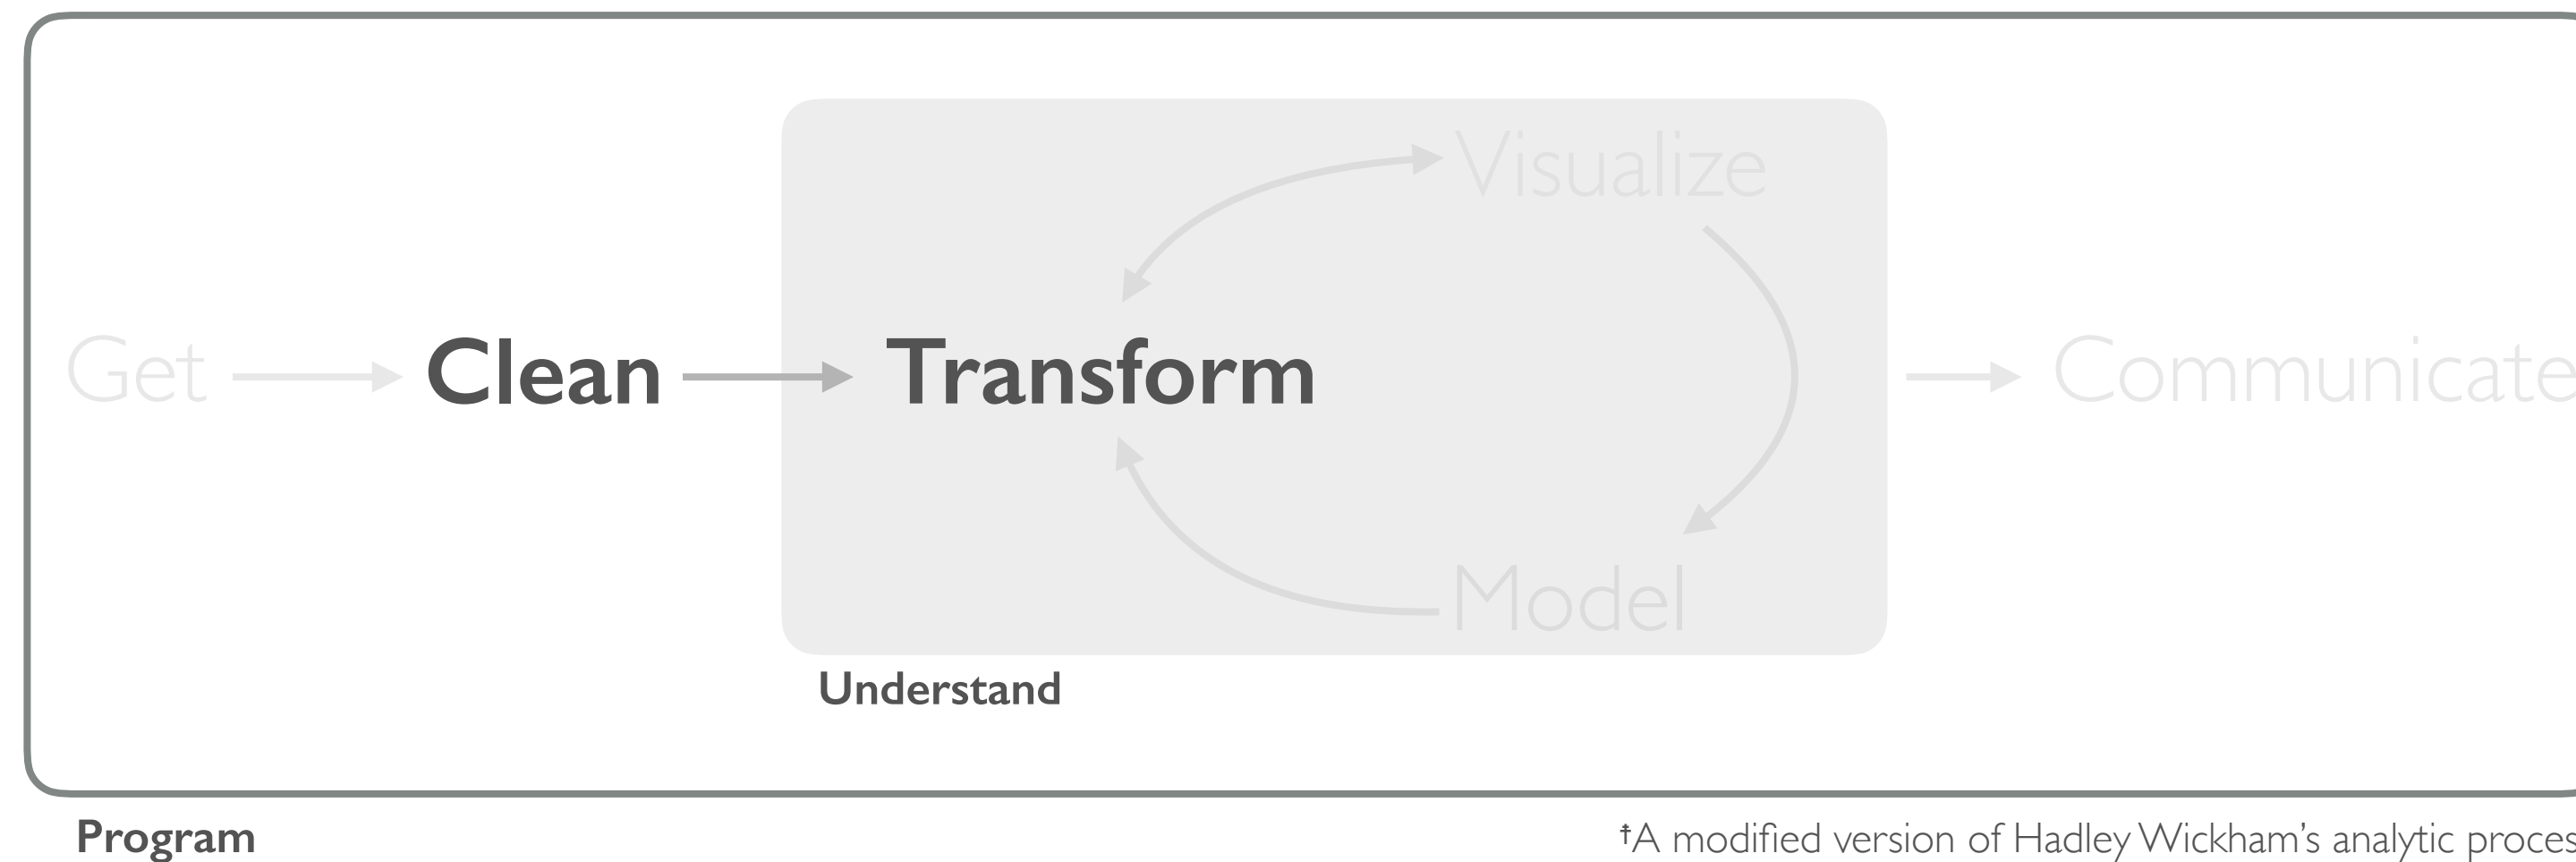 Visualize
Get
Clean
Transform
Communicate
Model
Understand
Program
†A modified version of Hadley Wickham's analytic proces